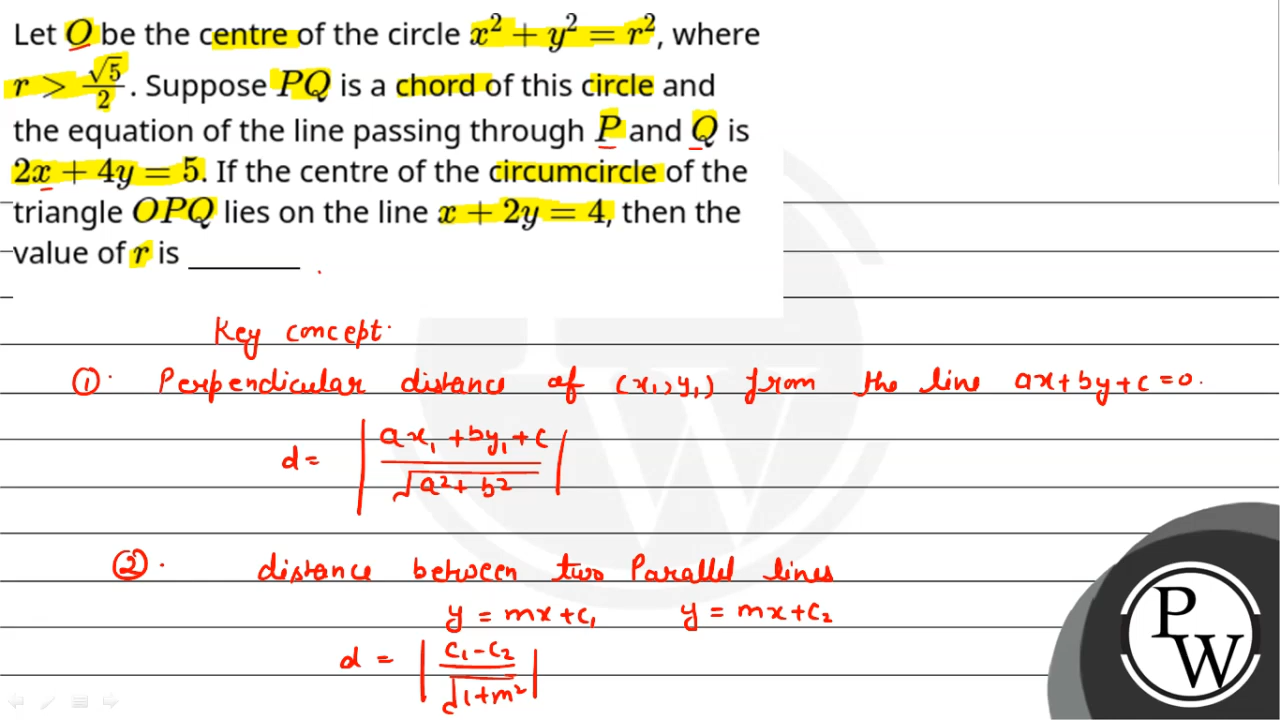 Let O be the centre of the circle x² + y² = r², where
r > √5/2. Suppose PQ is a chord of this circle and
the equation of the line passing through P and Q is
2x + 4y = 5. If the centre of the circumcircle of the
triangle OPQ lies on the line x + 2y = 4, then the
value of r is ________
Key concept.
①. Perpendicular distance of (x₁, y₁) from the line ax+by+c=0.
d = |(ax₁ + by₁ + c)/√(a² + b²)|
②. distance between two Parallel lines
y = mx+c₁ y = mx+c₂
d = |(c₁-c₂)/√(1+m²)|
P
W